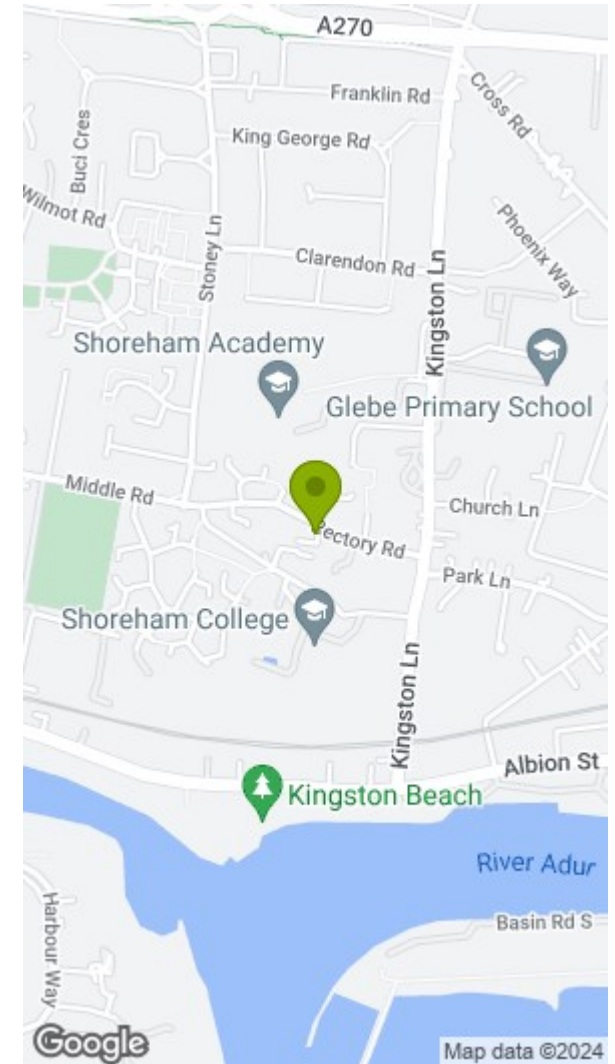 A270
Franklin Rd
Cross Rd
King George Rd
Buci Cres
Wilmot Rd
Stoney Ln
Phoenix Way
Clarendon Rd
Kingston Ln
Shoreham Academy
Glebe Primary School
Middle Rd
Rectory Rd
Church Ln
Park Ln
Shoreham College
Kingston Ln
Albion St
Kingston Beach
River Adur
Harbour Way
Basin Rd S
Google
Map data ©2024